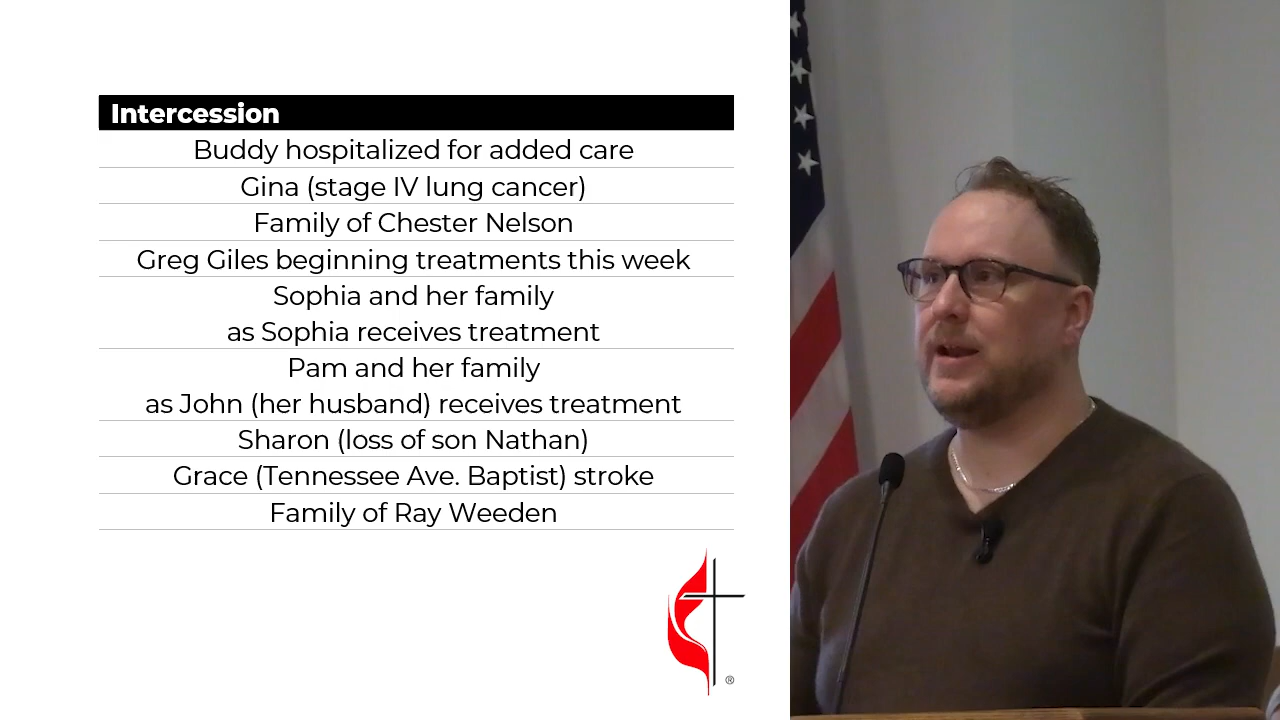 Intercession
Buddy hospitalized for added care
Gina (stage IV lung cancer)
Family of Chester Nelson
Greg Giles beginning treatments this week
Sophia and her family
as Sophia receives treatment
Pam and her family
as John (her husband) receives treatment
Sharon (loss of son Nathan)
Grace (Tennessee Ave. Baptist) stroke
Family of Ray Weeden
®